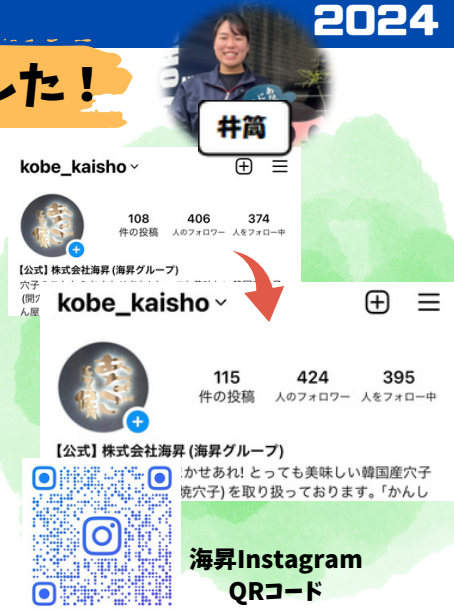 2024
した！
井筒
kobe_kaisho
108
406
374
件の投稿
人のフォロワー
人をフォロー中
【公式】株式会社海昇 (海昇グループ)
kobe_kaisho
115
424
395
件の投稿
人のフォロワー
人をフォロー中
【公式】株式会社海昇 (海昇グループ)
かせあれ! とっても美味しい韓国産穴子
焼穴子) を取り扱っております。「かんし
海昇Instagram
QRコード